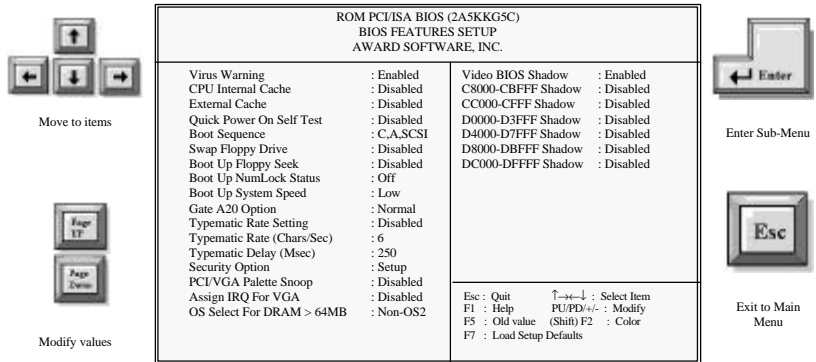 ROM PCI/ISA BIOS (2A5KKG5C)
BIOS FEATURES SETUP
AWARD SOFTWARE, INC.
Virus Warning : Enabled
CPU Internal Cache : Disabled
External Cache : Disabled
Quick Power On Self Test : Disabled
Boot Sequence : C,A,SCSI
Swap Floppy Drive : Disabled
Boot Up Floppy Seek : Disabled
Boot Up NumLock Status : Off
Boot Up System Speed : Low
Gate A20 Option : Normal
Typematic Rate Setting : Disabled
Typematic Rate (Chars/Sec) : 6
Typematic Delay (Msec) : 250
Security Option : Setup
PCI/VGA Palette Snoop : Disabled
Assign IRQ For VGA : Disabled
OS Select For DRAM > 64MB : Non-OS2
Video BIOS Shadow : Enabled
C8000-CBFFF Shadow : Disabled
CC000-CFFF Shadow : Disabled
D0000-D3FFF Shadow : Disabled
D4000-D7FFF Shadow : Disabled
D8000-DBFFF Shadow : Disabled
DC000-DFFFF Shadow : Disabled
Esc : Quit ↑→←↓ : Select Item
F1 : Help PU/PD/+/- : Modify
F5 : Old value (Shift) F2 : Color
F7 : Load Setup Defaults
Move to items
Page
UP
Page
Down
Modify values
Enter
Enter Sub-Menu
Esc
Exit to Main
Menu